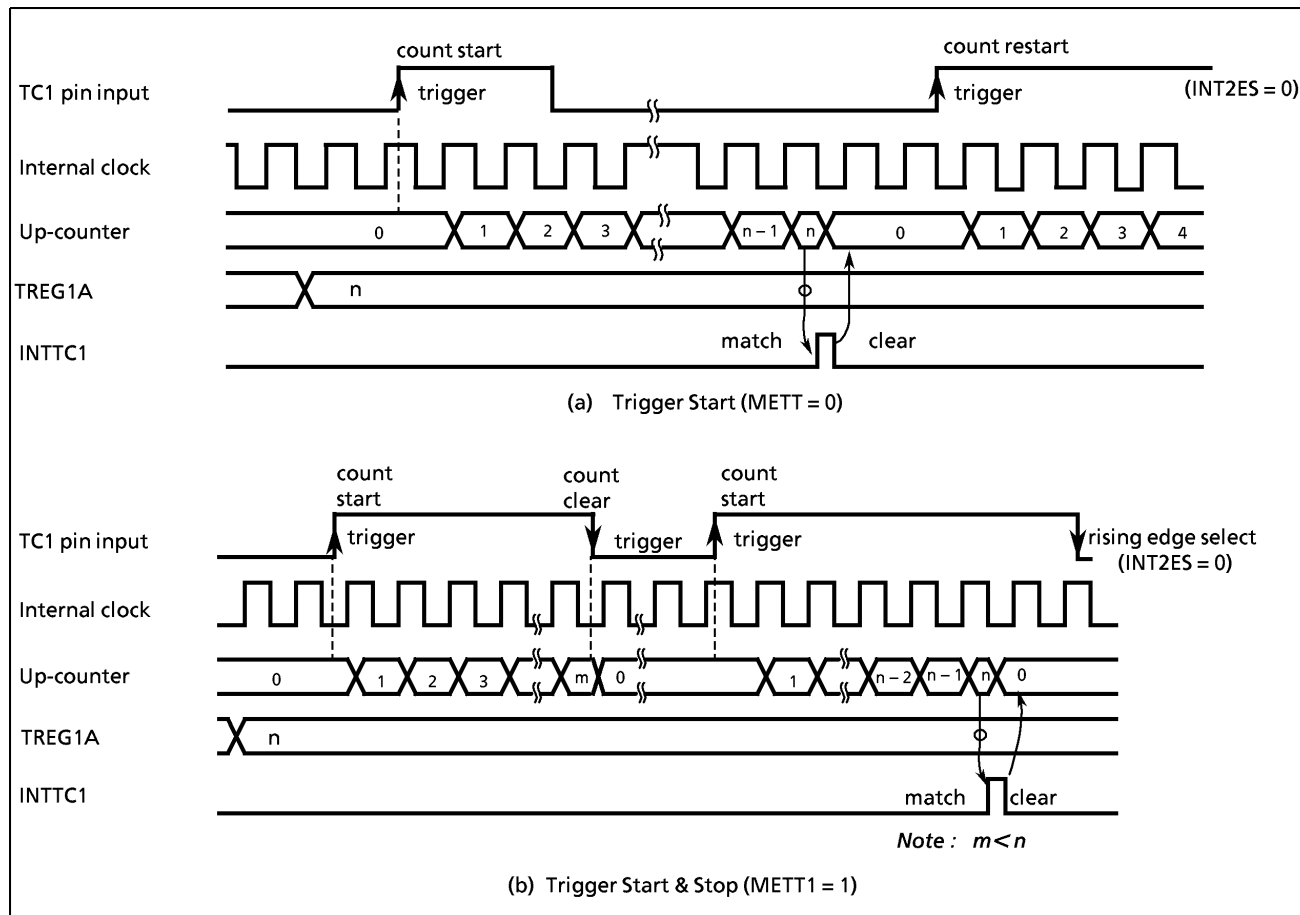 count start
count restart
TC1 pin input
trigger
trigger
(INT2ES = 0)
Internal clock
Up-counter
0 1 2 3 n – 1 n 0 1 2 3 4
TREG1A
n
INTTC1
match
clear
(a) Trigger Start (METT = 0)
count
start
count
clear
count
start
TC1 pin input
trigger
trigger
trigger
rising edge select
(INT2ES = 0)
Internal clock
Up-counter
0 1 2 3 m 0 1 n – 2 n – 1 n 0
TREG1A
n
INTTC1
match
clear
Note : m < n
(b) Trigger Start & Stop (METT1 = 1)